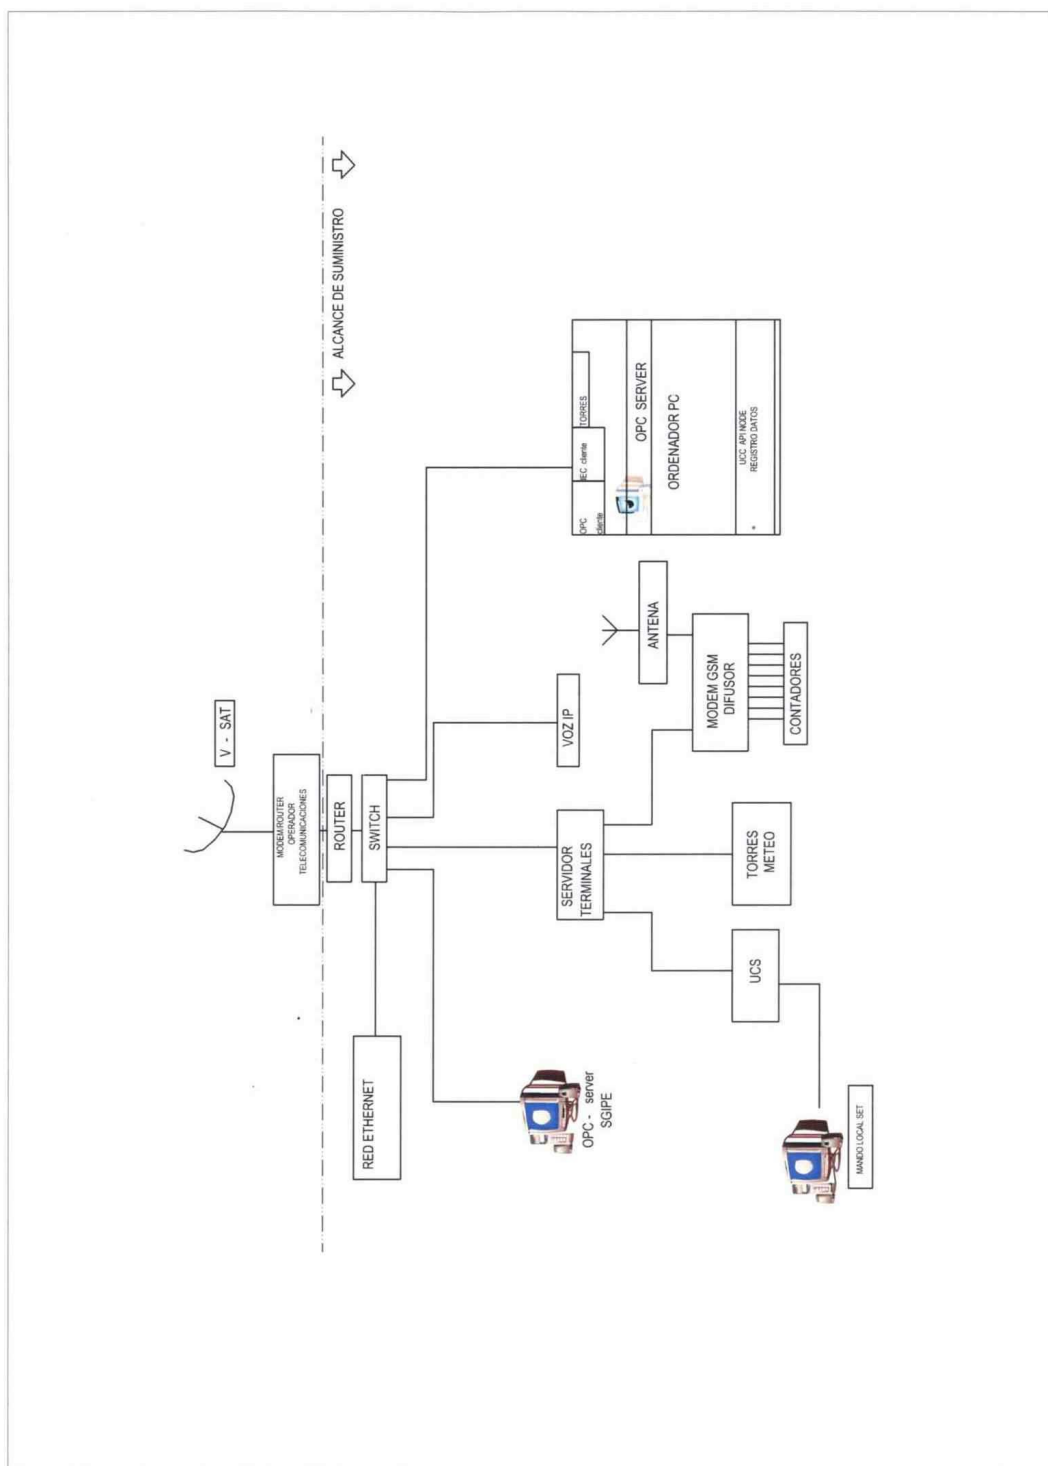 V - SAT
MODEM/ROUTER
OPERADOR
TELECOMUNICACIONES
ALCANCE DE SUMINISTRO
ROUTER
SWITCH
RED ETHERNET
OPC - server
SGIPE
SERVIDOR
TERMINALES
VOZ IP
OPC
cliente
IEC cliente
TORRES
OPC SERVER
ORDENADOR PC
UCC API NODE
REGISTRO DATOS
ANTENA
MODEM GSM
DIFUSOR
CONTADORES
TORRES
METEO
UCS
MANDO LOCAL SET